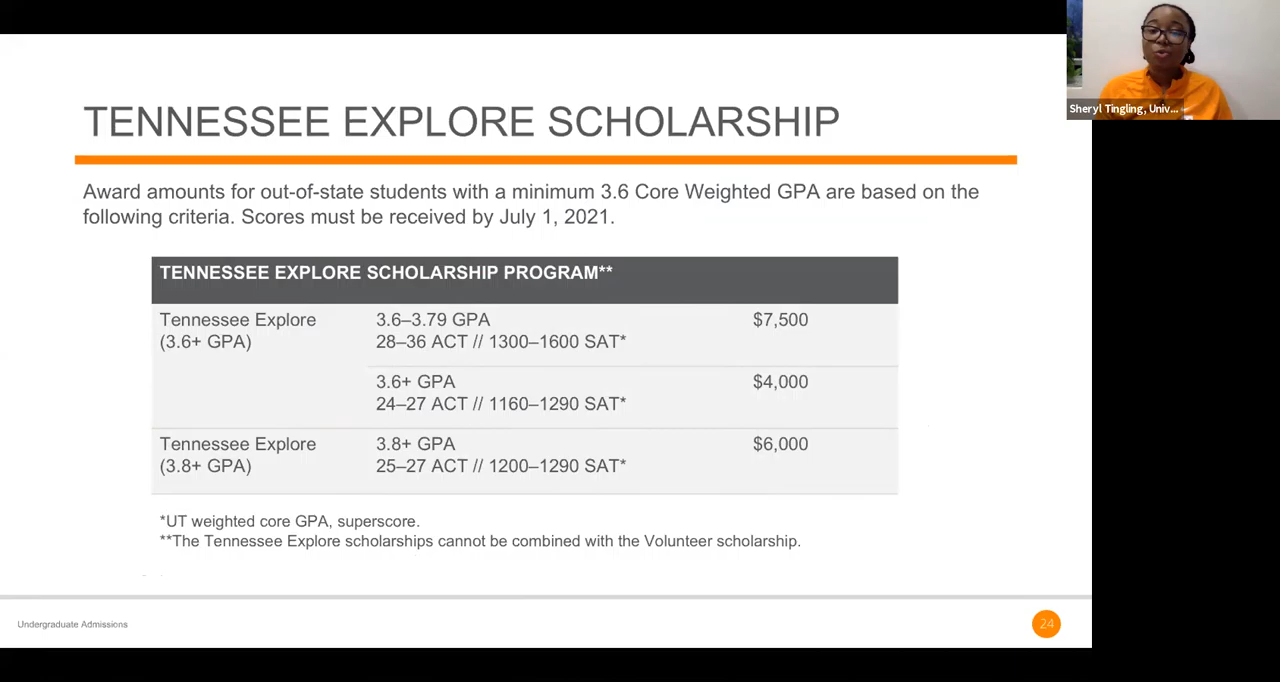 TENNESSEE EXPLORE SCHOLARSHIP
Award amounts for out-of-state students with a minimum 3.6 Core Weighted GPA are based on the
following criteria. Scores must be received by July 1, 2021.
TENNESSEE EXPLORE SCHOLARSHIP PROGRAM**
Tennessee Explore
(3.6+ GPA)
3.6–3.79 GPA
28–36 ACT // 1300–1600 SAT*
$7,500
3.6+ GPA
24–27 ACT // 1160–1290 SAT*
$4,000
Tennessee Explore
(3.8+ GPA)
3.8+ GPA
25–27 ACT // 1200–1290 SAT*
$6,000
*UT weighted core GPA, superscore.
**The Tennessee Explore scholarships cannot be combined with the Volunteer scholarship.
Undergraduate Admissions
24
Sheryl Tingling, Univ...